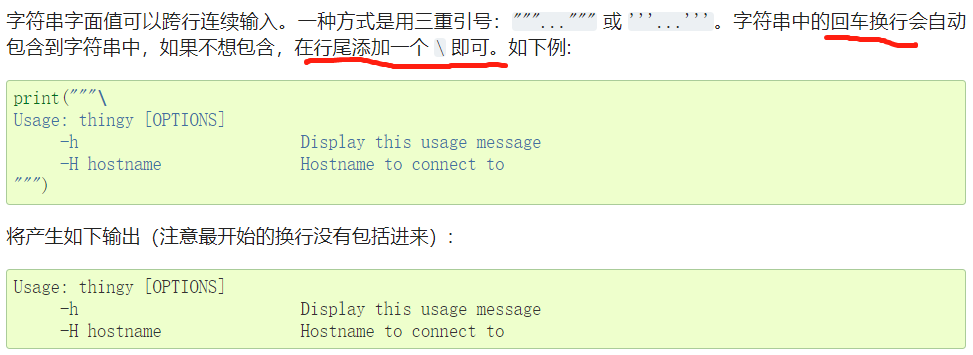 字符串字面值可以跨行连续输入。一种方式是用三重引号："""...""" 或 '''...'''。字符串中的回车换行会自动
包含到字符串中，如果不想包含，在行尾添加一个 \ 即可。如下例:
print("""\
Usage: thingy [OPTIONS]
     -h                        Display this usage message
     -H hostname               Hostname to connect to
""")
将产生如下输出（注意最开始的换行没有包括进来）:
Usage: thingy [OPTIONS]
     -h                        Display this usage message
     -H hostname               Hostname to connect to